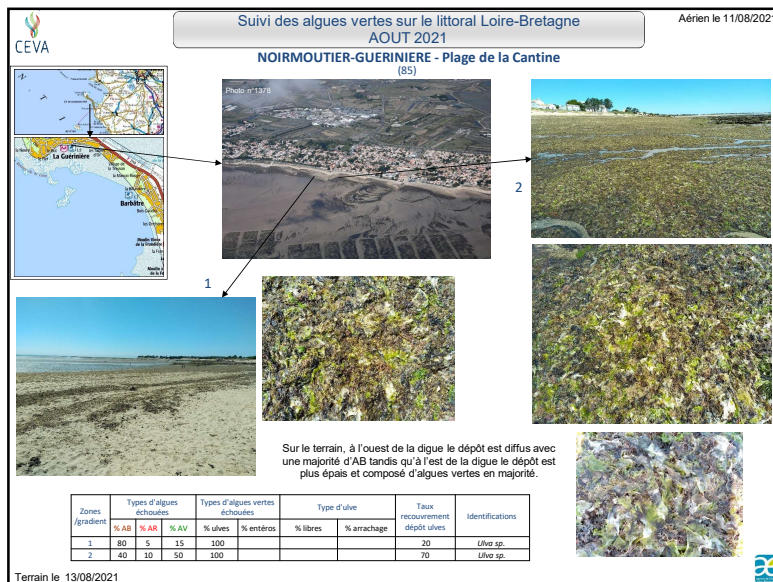 CEVA
Suivi des algues vertes sur le littoral Loire-Bretagne
AOUT 2021
Aérien le 11/08/2021
NOIRMOUTIER-GUERINIERE - Plage de la Cantine
(85)
Photo n°1378
La Guérinière
Barbâtre
2
1
Sur le terrain, à l'ouest de la digue le dépôt est diffus avec
une majorité d'AB tandis qu'à l'est de la digue le dépôt est
plus épais et composé d'algues vertes en majorité.
Zones /gradient Types d'algues échouées Types d'algues vertes échouées Type d'ulve Taux recouvrement dépôt ulves Identifications
% AB % AR % AV % ulves % entéros % libres % arrachage
1 80 5 15 100 20 Ulva sp.
2 40 10 50 100 70 Ulva sp.
Terrain le 13/08/2021